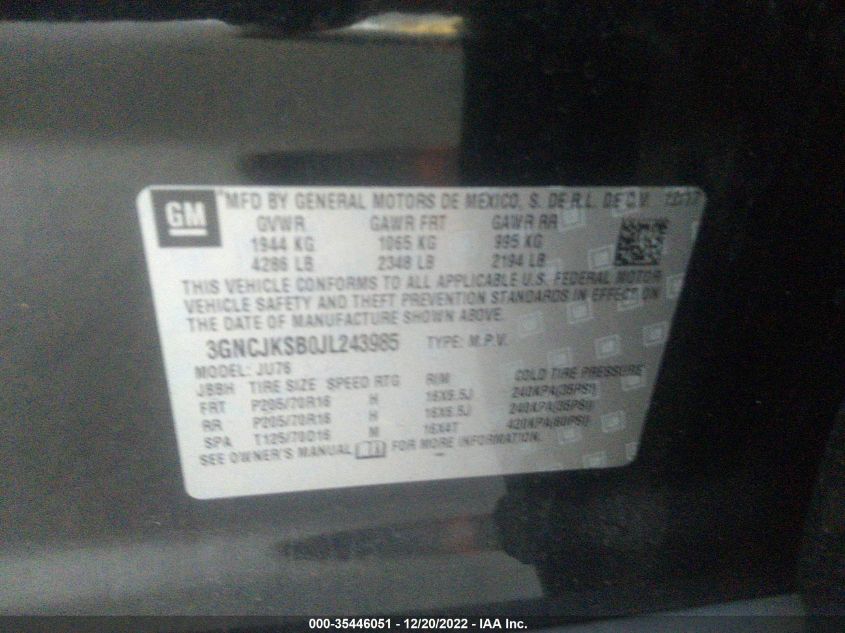 GM
MFD BY GENERAL MOTORS DE MEXICO, S. DE R.L. DE C.V.
GVWR GAWR FRT GAWR RR
1944 KG 1065 KG 995 KG
4286 LB 2348 LB 2194 LB
THIS VEHICLE CONFORMS TO ALL APPLICABLE U.S. FEDERAL MOTOR
VEHICLE SAFETY AND THEFT PREVENTION STANDARDS IN EFFECT ON
THE DATE OF MANUFACTURE SHOWN ABOVE.
3GNCJKSB0JL243985 TYPE: M.P.V.
MODEL: JU76
JBBH TIRE SIZE SPEED RTG RIM COLD TIRE PRESSURE
FRT P205/70R16 H 16X6.5J 240KPA(35PSI)
RR P205/70R16 H 16X6.5J 240KPA(35PSI)
SPA T125/70D16 M 16X4T 420KPA(60PSI)
SEE OWNER'S MANUAL FOR MORE INFORMATION.
000-35446051 - 12/20/2022 - IAA Inc.